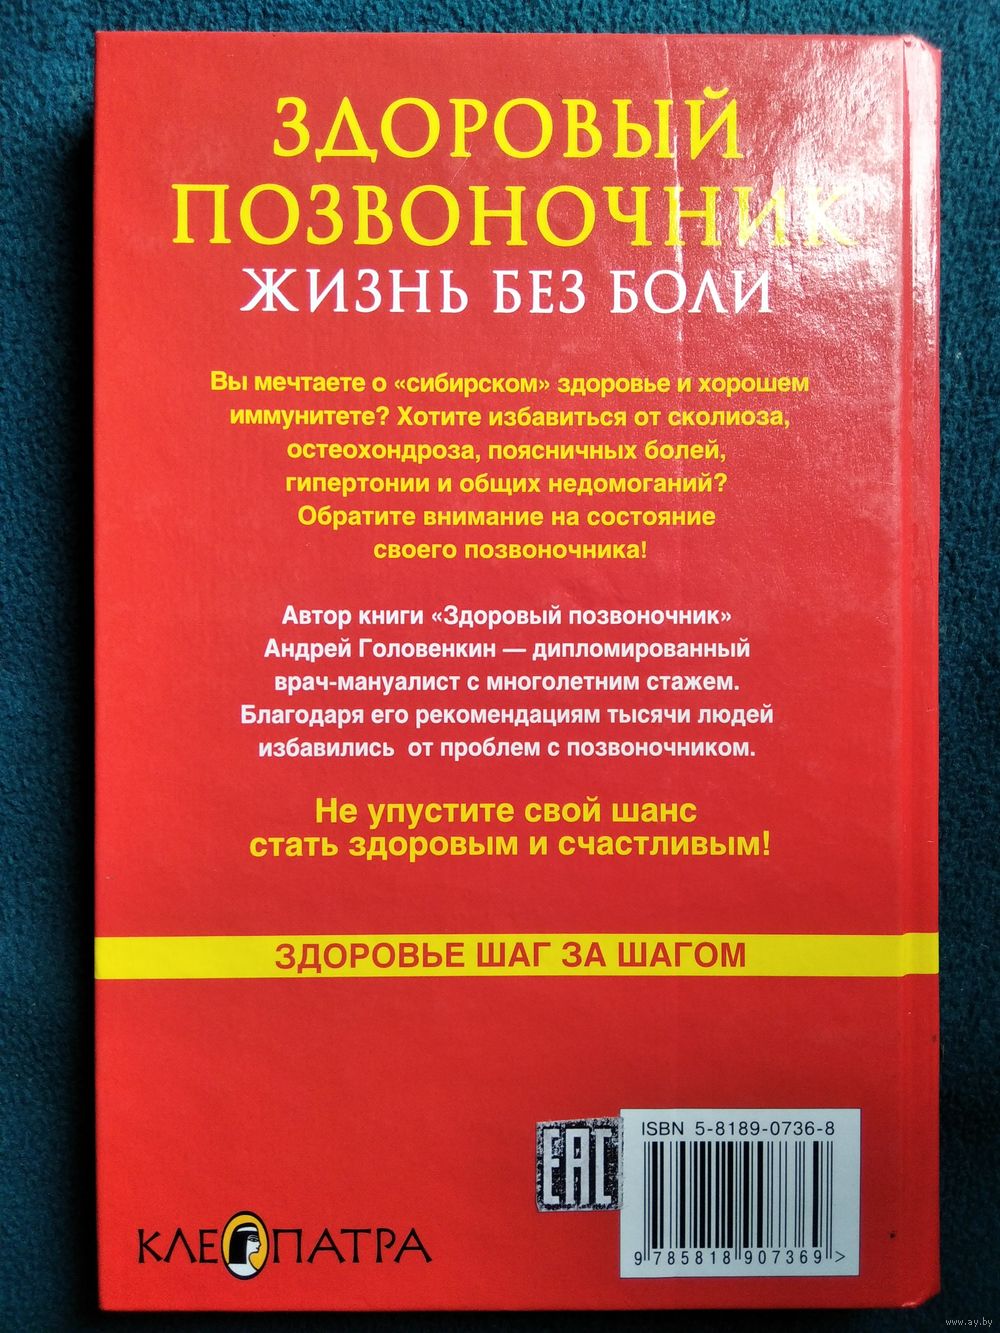 ЗДОРОВЫЙ
ПОЗВОНОЧНИК
ЖИЗНЬ БЕЗ БОЛИ
Вы мечтаете о «сибирском» здоровье и хорошем
иммунитете? Хотите избавиться от сколиоза,
остеохондроза, поясничных болей,
гипертонии и общих недомоганий?
Обратите внимание на состояние
своего позвоночника!
Автор книги «Здоровый позвоночник»
Андрей Головенкин — дипломированный
врач-мануалист с многолетним стажем.
Благодаря его рекомендациям тысячи людей
избавились от проблем с позвоночником.
Не упустите свой шанс
стать здоровым и счастливым!
ЗДОРОВЬЕ ШАГ ЗА ШАГОМ
EAC
ISBN 5-8189-0736-8
9 785818 907369 >
КЛЕОПАТРА
www.ay.by